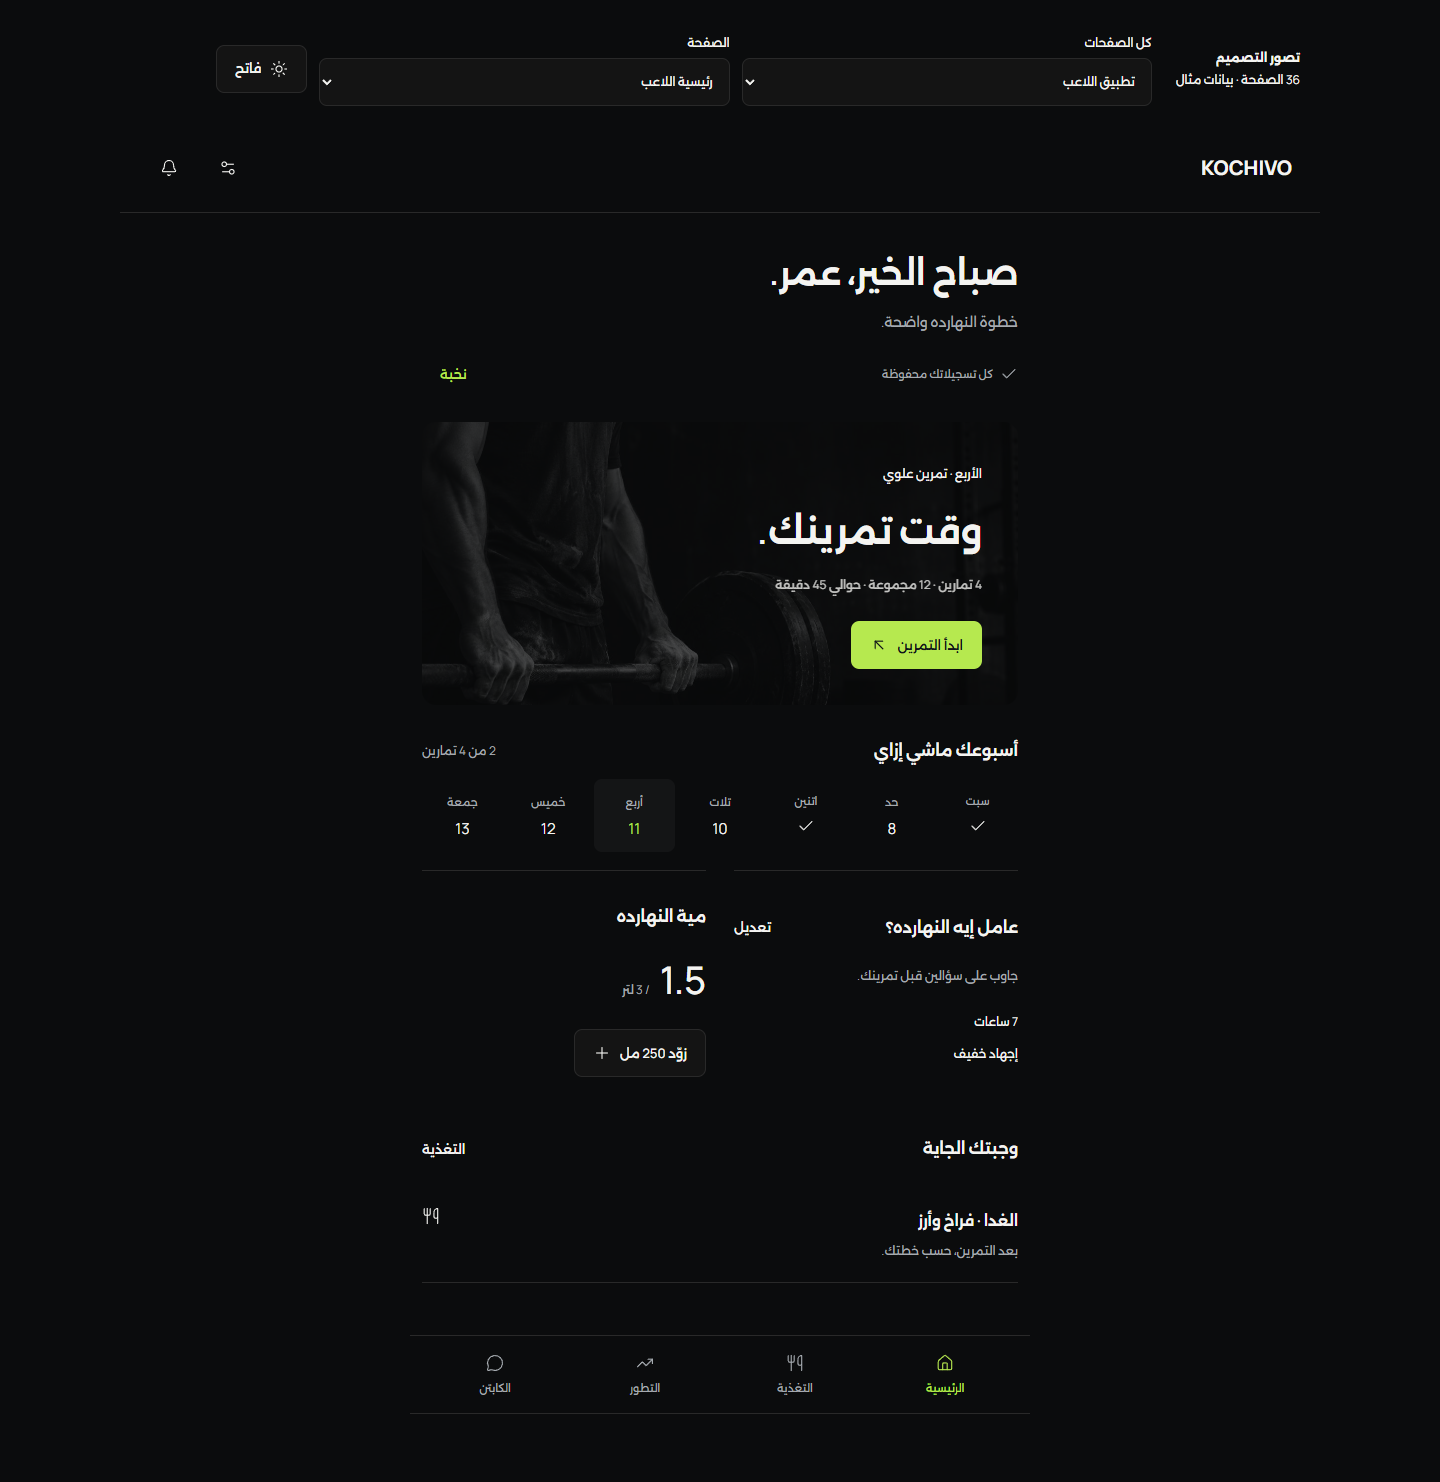 تصور التصميم
36 الصفحة · بيانات مثال
كل الصفحات
تطبيق اللاعب
الصفحة
رئيسية اللاعب
فاتح
KOCHIVO
صباح الخير، عمر.
خطوة النهارده واضحة.
كل تسجيلاتك محفوظة
نخبة
الأربع · تمرين علوي
وقت تمرينك.
4 تمارين · 12 مجموعة · حوالي 45 دقيقة
ابدأ التمرين
أسبوعك ماشي إزاي
2 من 4 تمارين
سبت
حد
8
اتنين
تلات
10
أربع
11
خميس
12
جمعة
13
عامل إيه النهارده؟
تعديل
جاوب على سؤالين قبل تمرينك.
7 ساعات
إجهاد خفيف
مية النهارده
1.5 / 3 لتر
زوّد 250 مل
وجبتك الجاية
التغذية
الغدا · فراخ وأرز
بعد التمرين، حسب خطتك.
الرئيسية
التغذية
التطور
الكابتن